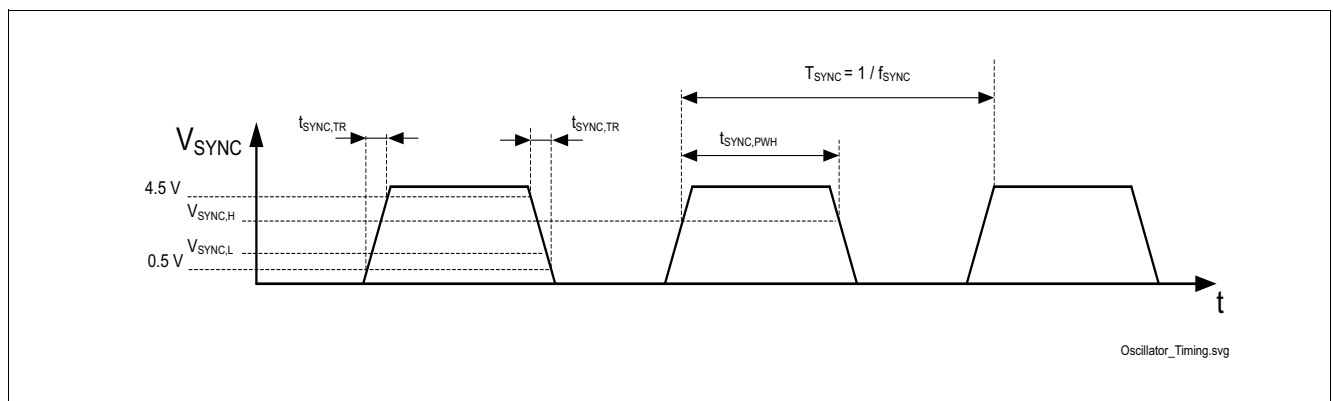 T_SYNC = 1 / f_SYNC
t_SYNC,TR t_SYNC,TR
t_SYNC,PWH
V_SYNC
4.5 V
V_SYNC,H
V_SYNC,L
0.5 V
t
Oscillator_Timing.svg